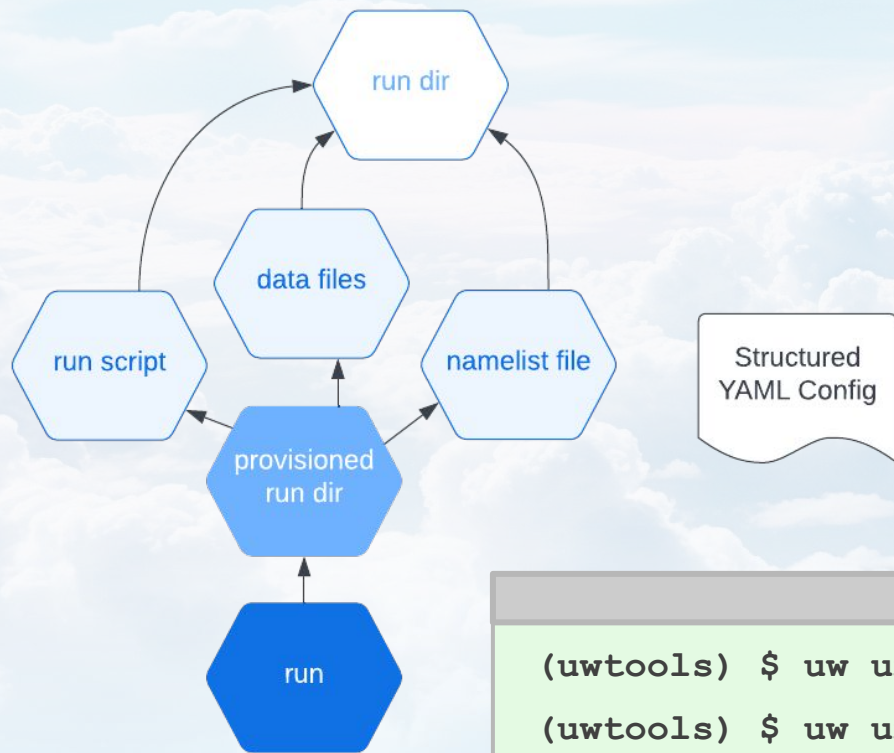 run dir
data files
run script
namelist file
Structured
YAML Config
provisioned
run dir
run
(uwtools) $ uw u
(uwtools) $ uw u